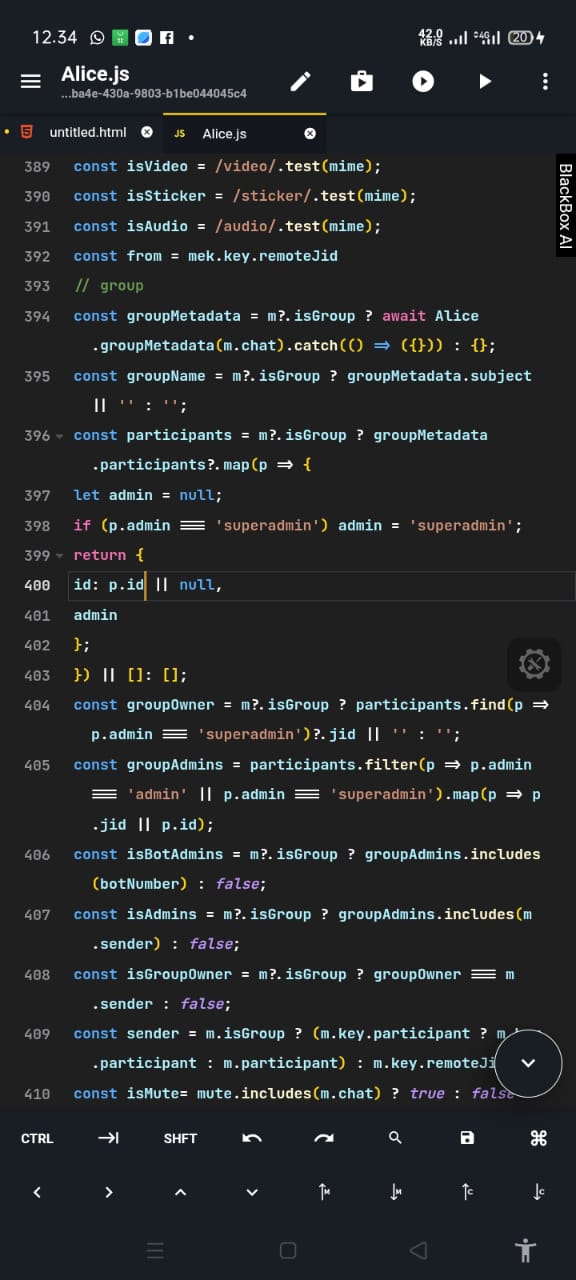 12.34
42.0 KB/S
4G
20
Alice.js
...ba4e-430a-9803-b1be044045c4
untitled.html
JS Alice.js
BlackBox AI
389 const isVideo = /video/.test(mime);
390 const isSticker = /sticker/.test(mime);
391 const isAudio = /audio/.test(mime);
392 const from = mek.key.remoteJid
393 // group
394 const groupMetadata = m?.isGroup ? await Alice
.groupMetadata(m.chat).catch(() => ({})) : {};
395 const groupName = m?.isGroup ? groupMetadata.subject
|| '' : '';
396 const participants = m?.isGroup ? groupMetadata
.participants?.map(p => {
397 let admin = null;
398 if (p.admin === 'superadmin') admin = 'superadmin';
399 return {
400 id: p.id || null,
401 admin
402 };
403 }) || []: [];
404 const groupOwner = m?.isGroup ? participants.find(p =>
p.admin === 'superadmin')?.jid || '' : '';
405 const groupAdmins = participants.filter(p => p.admin
=== 'admin' || p.admin === 'superadmin').map(p => p
.jid || p.id);
406 const isBotAdmins = m?.isGroup ? groupAdmins.includes
(botNumber) : false;
407 const isAdmins = m?.isGroup ? groupAdmins.includes(m
.sender) : false;
408 const isGroupOwner = m?.isGroup ? groupOwner === m
.sender : false;
409 const sender = m.isGroup ? (m.key.participant ? m.
.participant : m.participant) : m.key.remoteJi
410 const isMute= mute.includes(m.chat) ? true : false
CTRL SHFT
M M C C